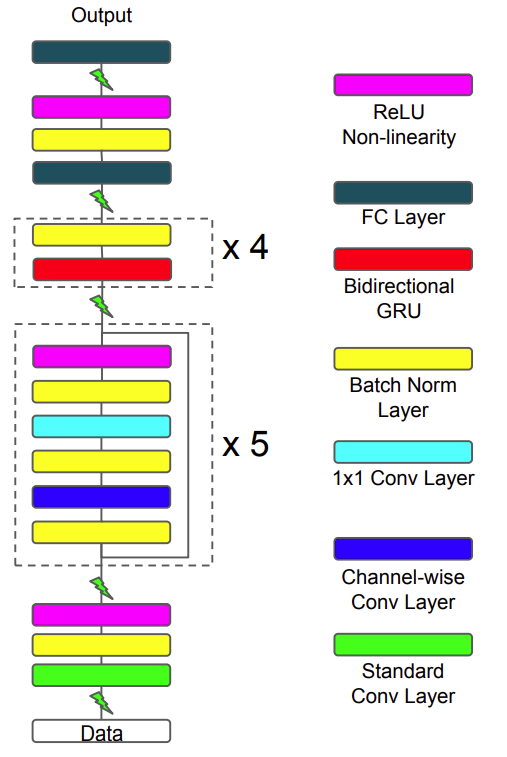 Output
x 4
x 5
Data
ReLU
Non-linearity
FC Layer
Bidirectional
GRU
Batch Norm
Layer
1x1 Conv Layer
Channel-wise
Conv Layer
Standard
Conv Layer